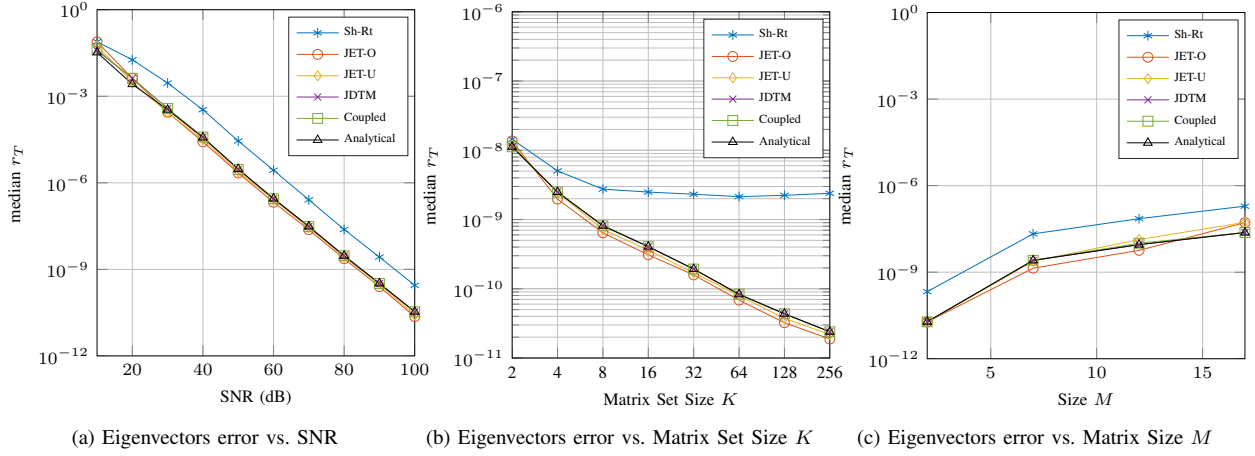 10^0
10^{-3}
10^{-6}
10^{-9}
10^{-12}
median r_T
20 40 60 80 100
SNR (dB)
Sh-Rt
JET-O
JET-U
JDTM
Coupled
Analytical
(a) Eigenvectors error vs. SNR
10^{-6}
10^{-7}
10^{-8}
10^{-9}
10^{-10}
10^{-11}
median r_T
2 4 8 16 32 64 128 256
Matrix Set Size K
Sh-Rt
JET-O
JET-U
JDTM
Coupled
Analytical
(b) Eigenvectors error vs. Matrix Set Size K
10^0
10^{-3}
10^{-6}
10^{-9}
10^{-12}
median r_T
5 10 15
Size M
Sh-Rt
JET-O
JET-U
JDTM
Coupled
Analytical
(c) Eigenvectors error vs. Matrix Size M